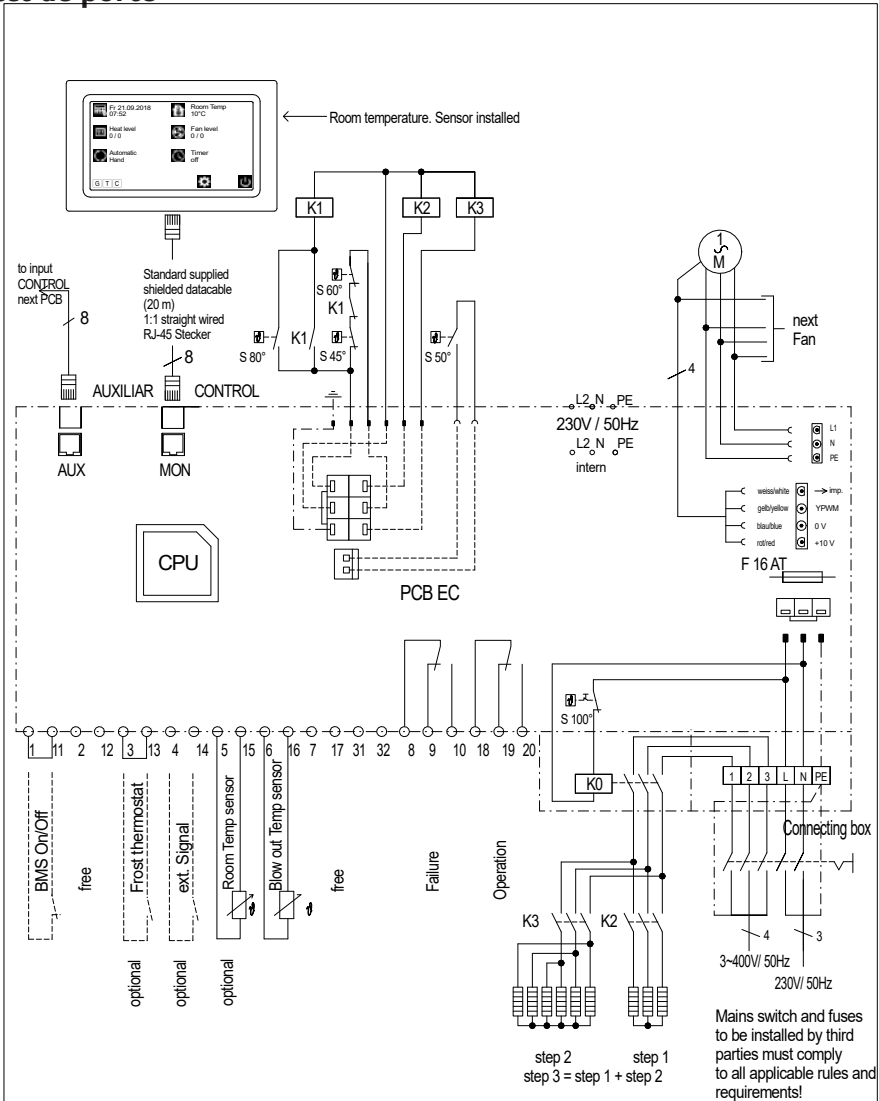 Fr 21.09.2018
07:52
Room Temp
10°C
Heat level
0 / 0
Fan level
0 / 0
Automatic
Hand
Timer
off
G T C
Room temperature. Sensor installed
K1
K2
K3
1
M
to input
CONTROL
next PCB
8
Standard supplied
shielded datacable
(20 m)
1:1 straight wired
RJ-45 Stecker
8
S 60°
K1
S 80°
K1
S 45°
S 50°
next
Fan
4
AUXILIAR
CONTROL
AUX
MON
L2 N PE
230V / 50Hz
L2 N PE
intern
L1
N
PE
weiss/white
imp.
gelb/yellow
YPWM
blau/blue
0 V
rot/red
+10 V
F 16 AT
CPU
PCB EC
S 100°
1 11 2 12 3 13 4 14 5 15 6 16 7 17 31 32 8 9 10 18 19 20
K0
1 2 3 L N PE
Connecting box
BMS On/Off
free
Frost thermostat
ext. Signal
Room Temp sensor
Blow out Temp sensor
free
Failure
Operation
optional
optional
optional
K3
K2
4
3
3~400V/ 50Hz
230V/ 50Hz
step 2
step 1
step 3 = step 1 + step 2
Mains switch and fuses
to be installed by third
parties must comply
to all applicable rules and
requirements!